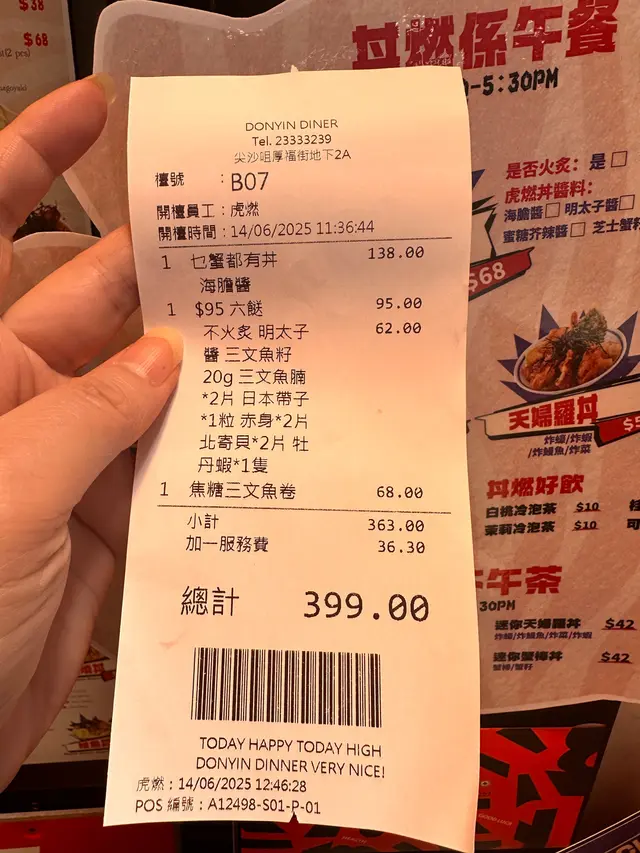 $38
$68
(2 pcs)
DONYIN DINER
Tel. 23333239
尖沙咀厚福街地下2A
檯號 : B07
開檯員工 : 虎燃
開檯時間 : 14/06/2025 11:36:44
1 乜蟹都有丼 138.00
海膽醬
1 $95 六餸 95.00
不火炙 明太子 62.00
醬 三文魚籽
20g 三文魚腩
*2片 日本帶子
*1粒 赤身*2片
北寄貝*2片 牡
丹蝦*1隻
1 焦糖三文魚卷 68.00
小計 363.00
加一服務費 36.30
總計 399.00
TODAY HAPPY TODAY HIGH
DONYIN DINNER VERY NICE!
虎燃 : 14/06/2025 12:46:28
POS 編號 : A12498-S01-P-01
丼燃係午餐
-5:30PM
是否火炙: 是
虎燃丼醬料:
海膽醬 明太子醬
蜜糖芥辣醬 芝士蟹籽
$68
天婦羅丼
炸蝦/
/炸鰻魚/炸菜
丼燃好飲
白桃冷泡茶 $10
茉莉冷泡茶 $10 可
下午茶
30PM
迷你天婦羅丼 $42
迷你蟹棒丼 $42
蟹棒/蟹籽